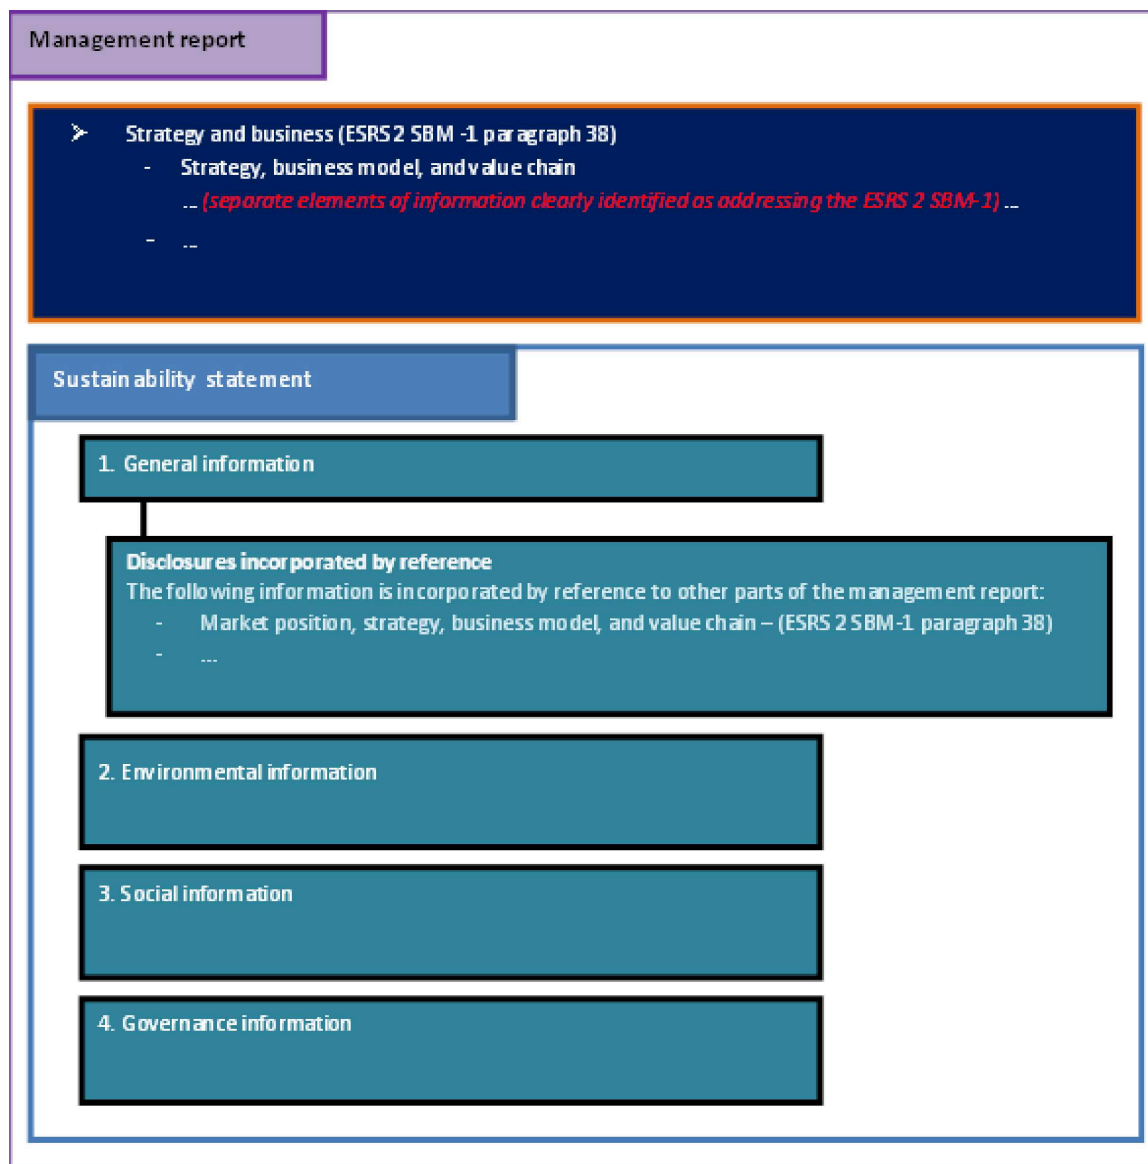 Management report
➤ Strategy and business (ESRS 2 SBM -1 paragraph 38)
- Strategy, business model, and value chain
... (separate elements of information clearly identified as addressing the ESRS 2 SBM-1) ...
- ...
Sustainability statement
1. General information
Disclosures incorporated by reference
The following information is incorporated by reference to other parts of the management report:
- Market position, strategy, business model, and value chain – (ESRS 2 SBM-1 paragraph 38)
- ...
2. Environmental information
3. Social information
4. Governance information